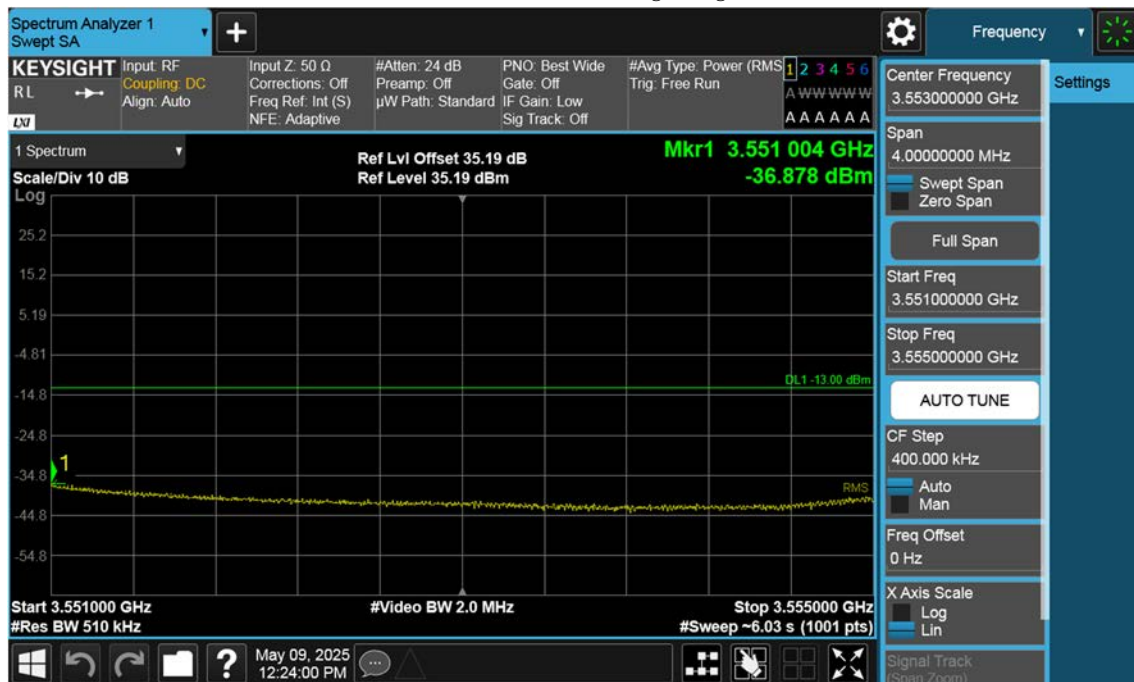 Spectrum Analyzer 1
Swept SA
Frequency
KEYSIGHT
RL
LXI
Input: RF
Coupling: DC
Align: Auto
Input Z: 50 Ω
Corrections: Off
Freq Ref: Int (S)
NFE: Adaptive
#Atten: 24 dB
Preamp: Off
µW Path: Standard
PNO: Best Wide
Gate: Off
IF Gain: Low
Sig Track: Off
#Avg Type: Power (RMS
Trig: Free Run
1 2 3 4 5 6
A W W W W W
A A A A A A
1 Spectrum
Scale/Div 10 dB
Ref Lvl Offset 35.19 dB
Ref Level 35.19 dBm
Mkr1 3.551 004 GHz
-36.878 dBm
Log
25.2
15.2
5.19
-4.81
DL1 -13.00 dBm
-14.8
-24.8
1
-34.8
RMS
-44.8
-54.8
Start 3.551000 GHz
#Video BW 2.0 MHz
Stop 3.555000 GHz
#Res BW 510 kHz
#Sweep ~6.03 s (1001 pts)
?
May 09, 2025
12:24:00 PM
Center Frequency
3.553000000 GHz
Settings
Span
4.00000000 MHz
Swept Span
Zero Span
Full Span
Start Freq
3.551000000 GHz
Stop Freq
3.555000000 GHz
AUTO TUNE
CF Step
400.000 kHz
Auto
Man
Freq Offset
0 Hz
X Axis Scale
Log
Lin
Signal Track
(Span Zoom)